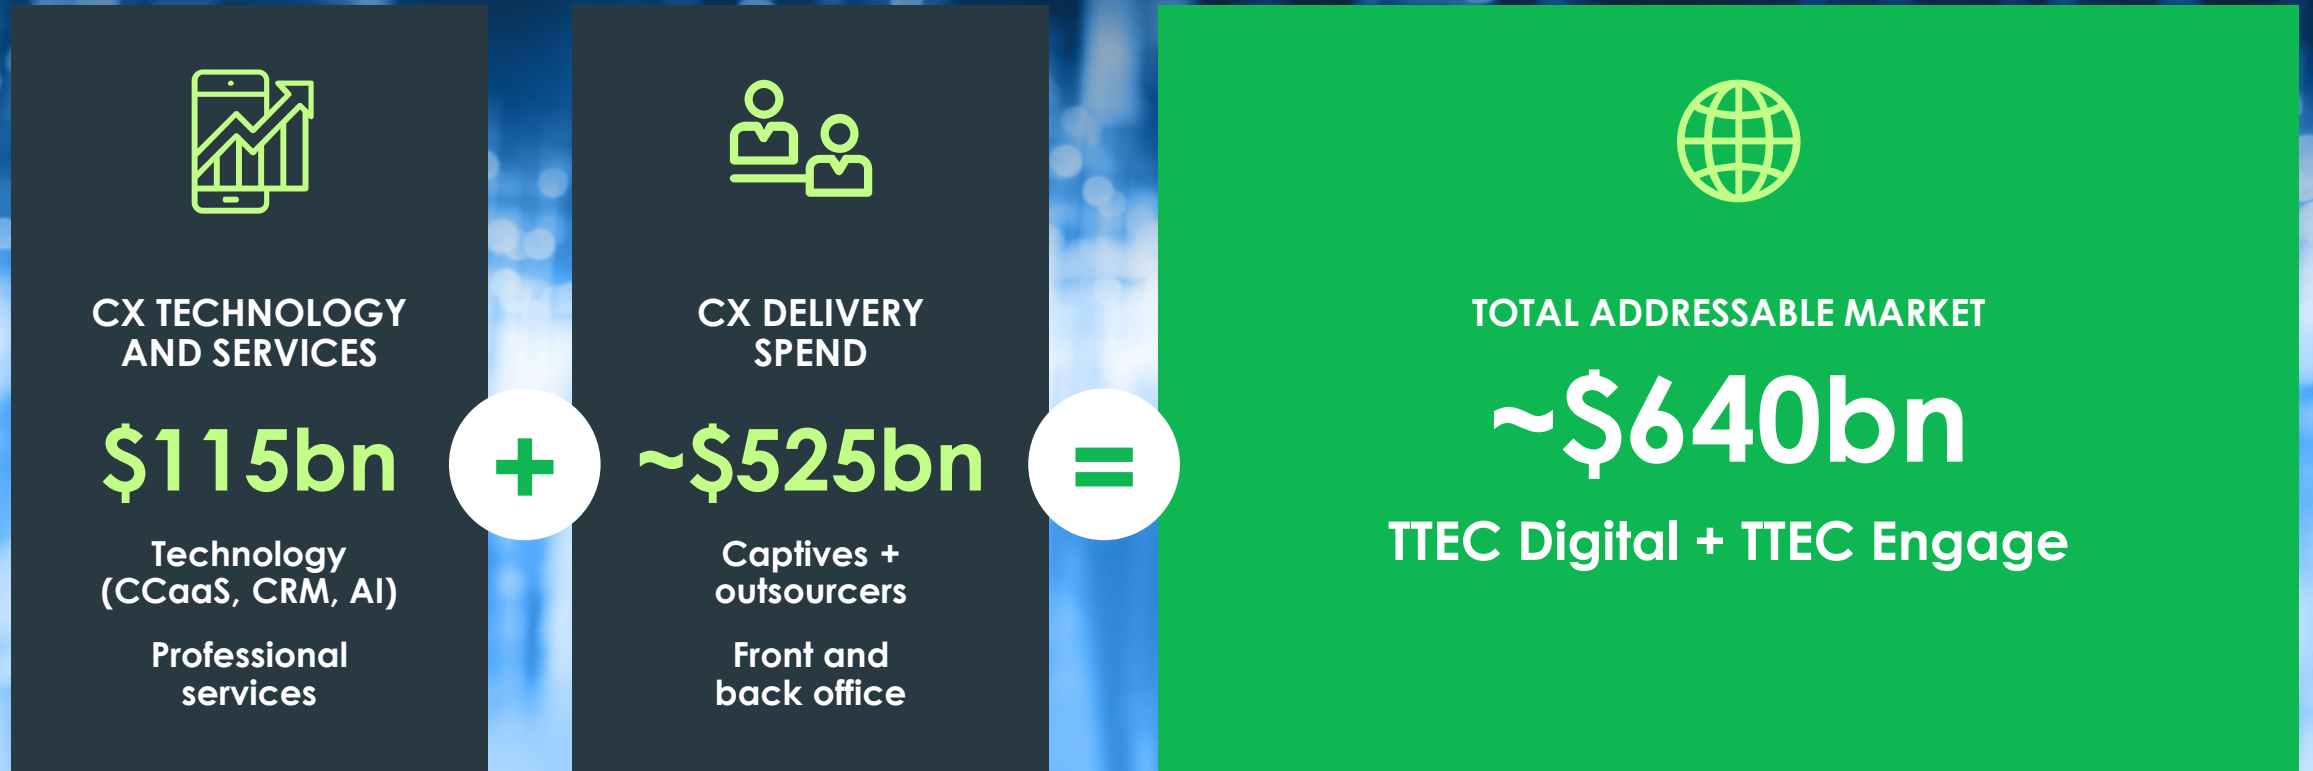 CX TECHNOLOGY
AND SERVICES
$115bn
Technology
(CCaaS, CRM, AI)
Professional
services
+
CX DELIVERY
SPEND
~$525bn
Captives +
outsourcers
Front and
back office
=
TOTAL ADDRESSABLE MARKET
~$640bn
TTEC Digital + TTEC Engage